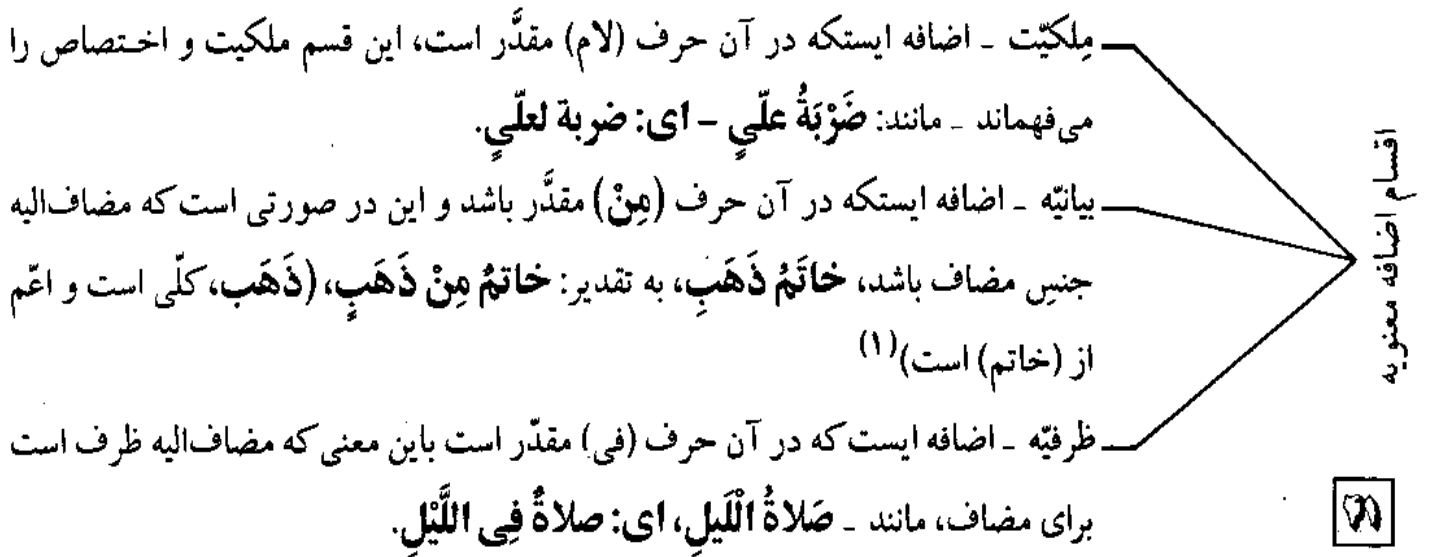 اقسام اضافه معنویه
مِلکیّت - اضافه ایستکه در آن حرف (لام) مقدَّر است، این قسم ملکیت و اختصاص را
می‌فهماند - مانند: ضَرْبَةُ علّیٍ - ای: ضربة لعلّیٍ.
بیانیّه - اضافه ایستکه در آن حرف (مِنْ) مقدَّر باشد و این در صورتی است که مضاف‌الیه
جنسِ مضاف باشد، خاتَمُ ذَهَبٍ، به تقدیر: خاتمٌ مِنْ ذَهَبٍ، (ذَهَب، کلّی است و اعّم
از (خاتم) است)(۱)
ظرفیّه - اضافه ایست که در آن حرف (فی) مقدّر است باین معنی که مضاف‌الیه ظرف است
برای مضاف، مانند - صَلاةُ الْلَیلِ، ای: صلاةٌ فِی اللَّیْلِ.